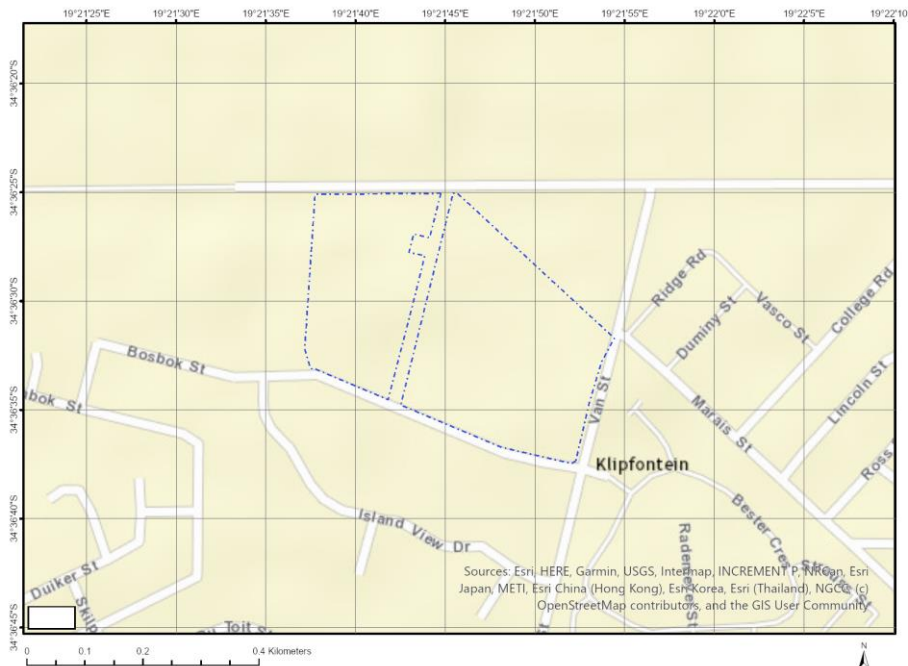 19°21'25"E 19°21'30"E 19°21'35"E 19°21'40"E 19°21'45"E 19°21'50"E 19°21'55"E 19°22'0"E 19°22'5"E 19°22'10
34°36'20"S
34°36'25"S
34°36'30"S
34°36'35"S
34°36'40"S
34°36'45"S
Bosbok St
bok St
Duiker St
Skilp
Toit St
Island View Dr
Van St
Klipfontein
Ridge Rd
Duminy St
Vasco St
College Rd
Lincoln St
Marais St
Ross
Bester Cres
St
Sources: Esri, HERE, Garmin, USGS, Intermap, INCREMENT P, NRCan, Esri
Japan, METI, Esri China (Hong Kong), Esri Korea, Esri (Thailand), NGCC, (c)
OpenStreetMap contributors, and the GIS User Community
0 0.1 0.2 0.4 Kilometers
N